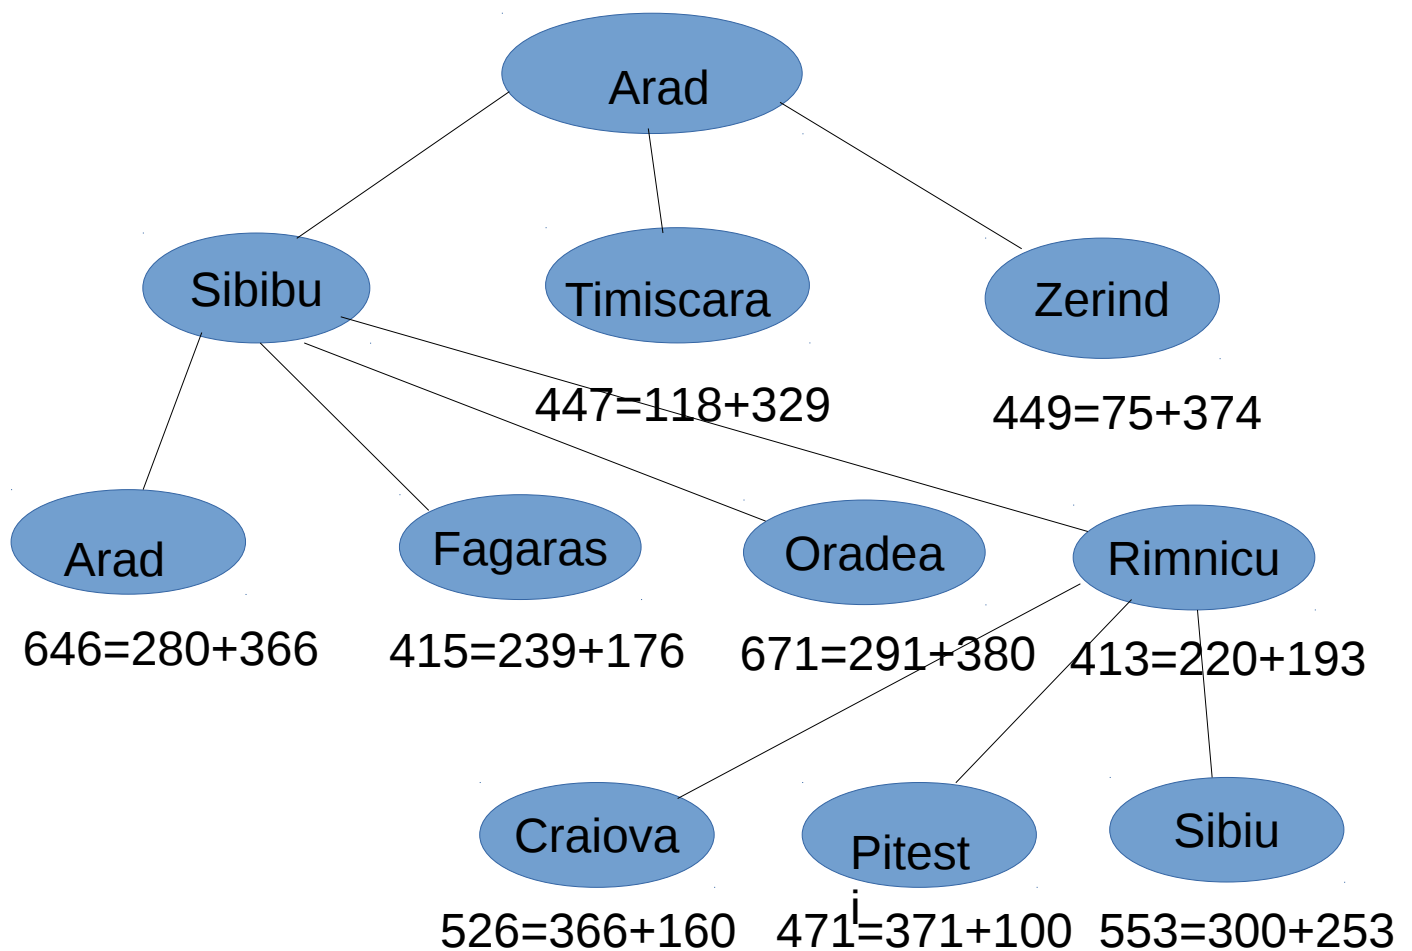 Arad
Sibibu
Timiscara
Zerind
447=118+329
449=75+374
Arad
Fagaras
Oradea
Rimnicu
646=280+366
415=239+176
671=291+380
413=220+193
Craiova
Pitest
i
Sibiu
526=366+160
471=371+100
553=300+253